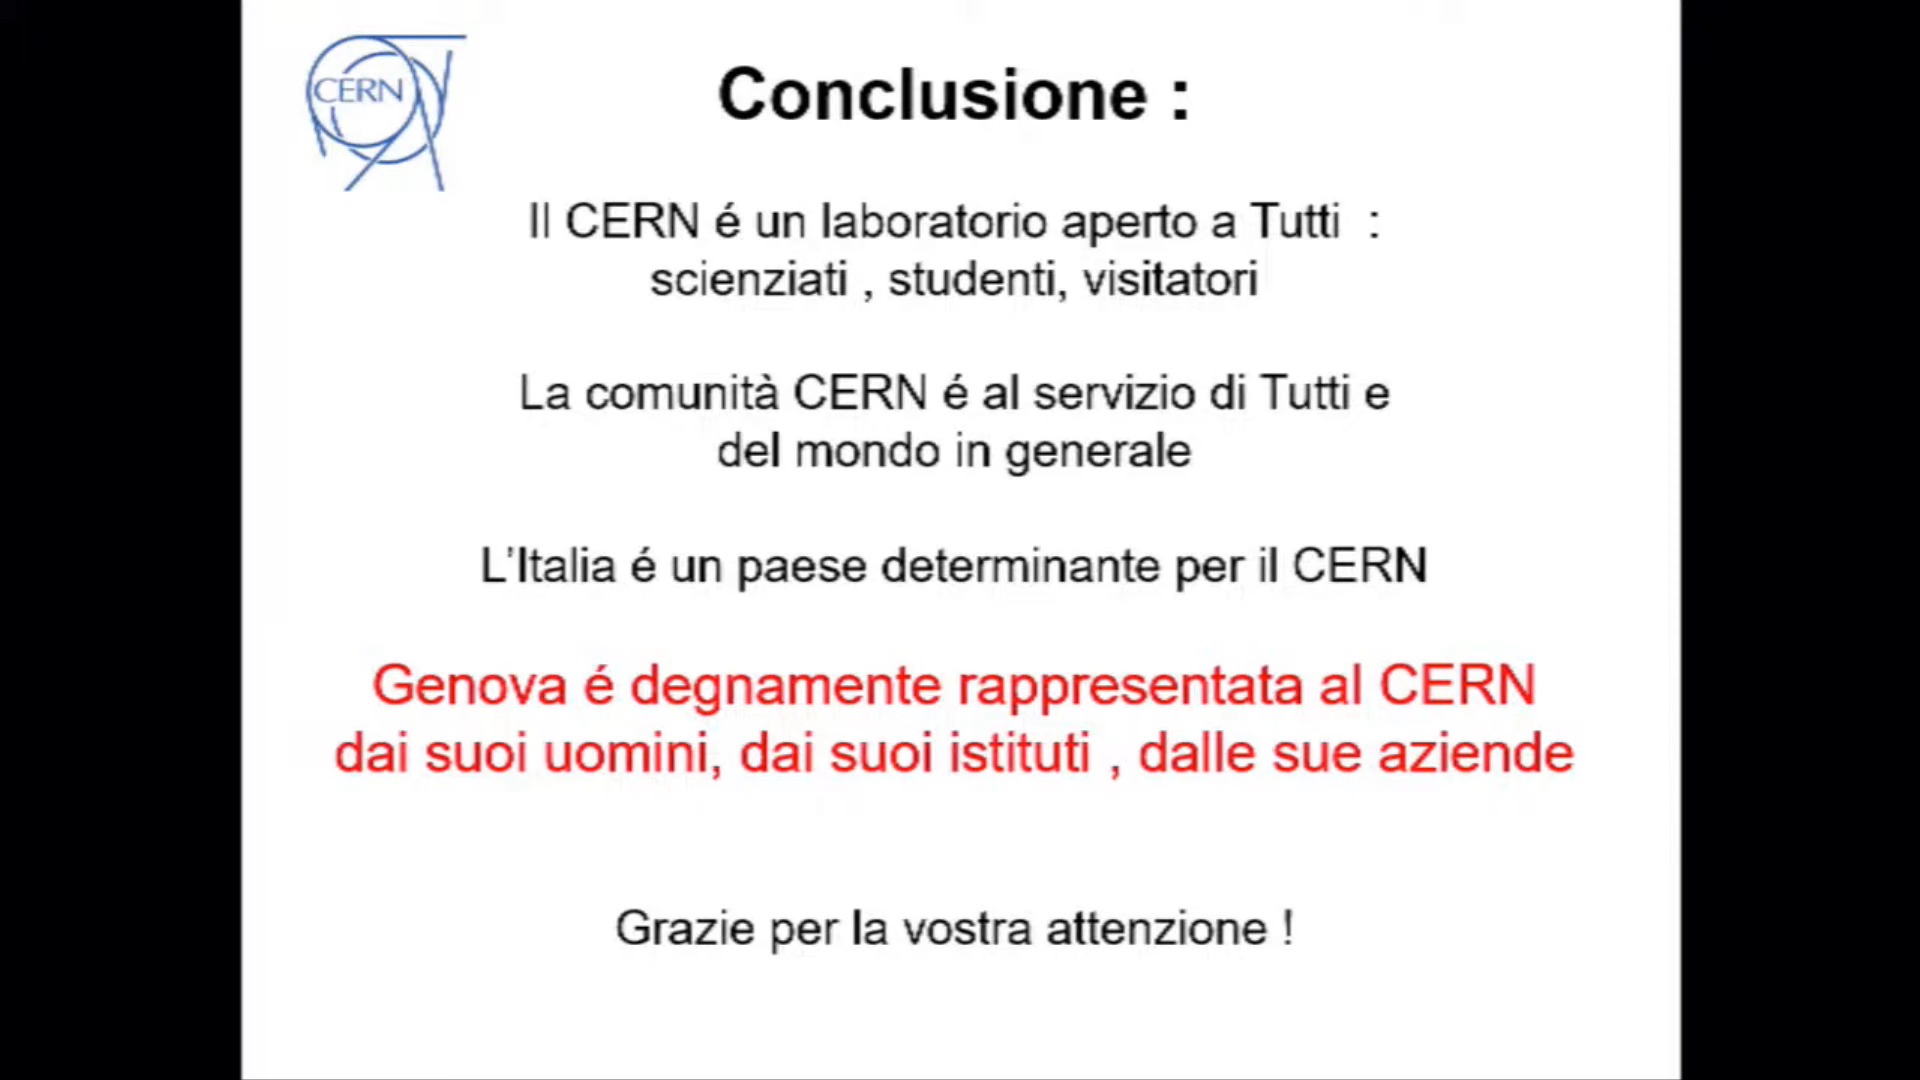 CERN
Conclusione :
Il CERN é un laboratorio aperto a Tutti :
scienziati , studenti, visitatori
La comunità CERN é al servizio di Tutti e
del mondo in generale
L’Italia é un paese determinante per il CERN
Genova é degnamente rappresentata al CERN
dai suoi uomini, dai suoi istituti , dalle sue aziende
Grazie per la vostra attenzione !